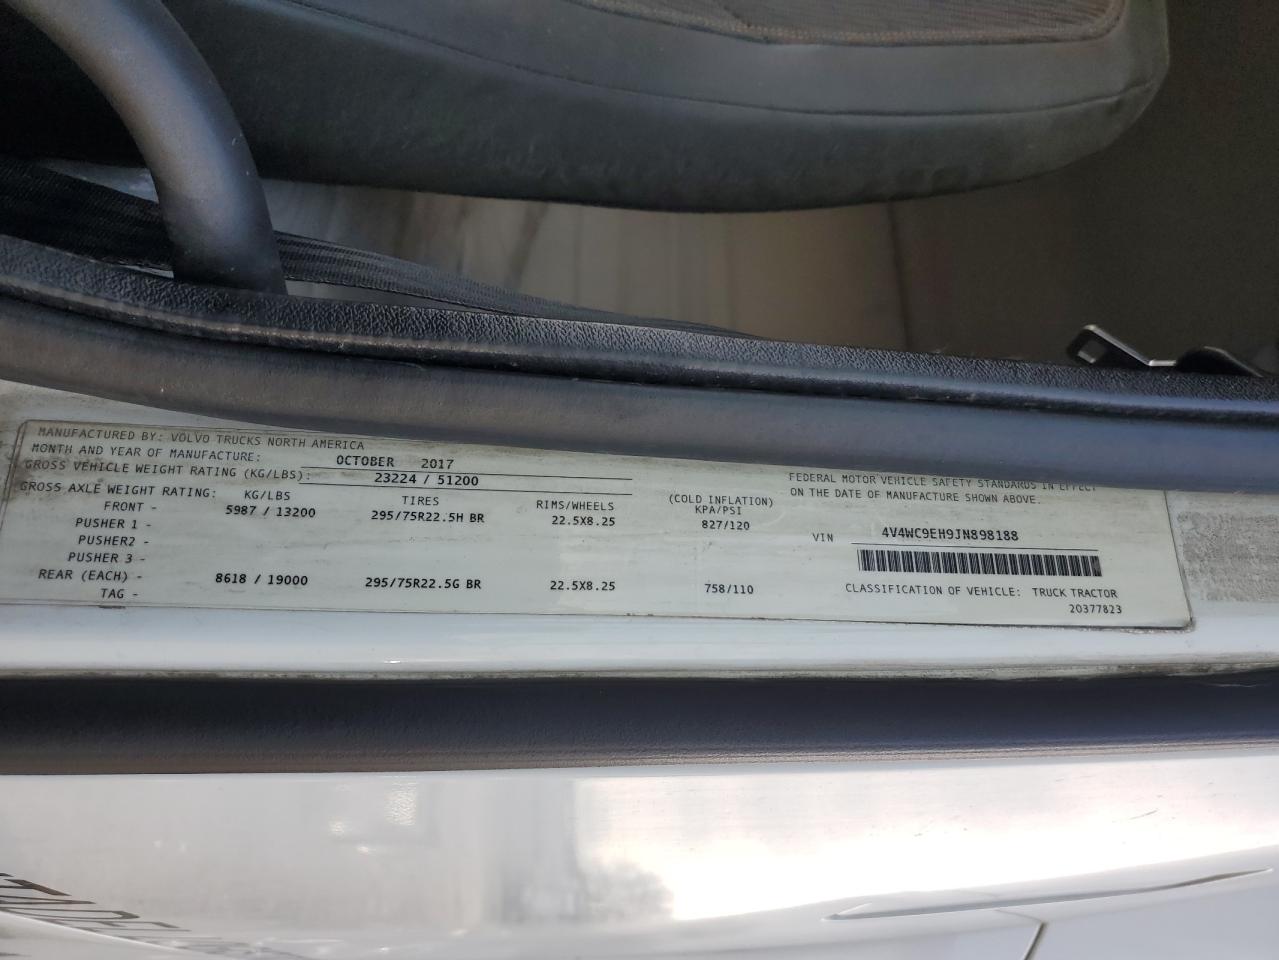 MANUFACTURED BY: VOLVO TRUCKS NORTH AMERICA
MONTH AND YEAR OF MANUFACTURE: OCTOBER 2017
GROSS VEHICLE WEIGHT RATING (KG/LBS): 23224 / 51200
GROSS AXLE WEIGHT RATING: KG/LBS TIRES RIMS/WHEELS (COLD INFLATION) KPA/PSI
FRONT - 5987 / 13200 295/75R22.5H BR 22.5X8.25 827/120
PUSHER 1 -
PUSHER2 -
PUSHER 3 -
REAR (EACH) - 8618 / 19000 295/75R22.5G BR 22.5X8.25 758/110
TAG -
FEDERAL MOTOR VEHICLE SAFETY STANDARDS IN EFFECT
ON THE DATE OF MANUFACTURE SHOWN ABOVE.
VIN 4V4WC9EH9JN898188
CLASSIFICATION OF VEHICLE: TRUCK TRACTOR
20377823